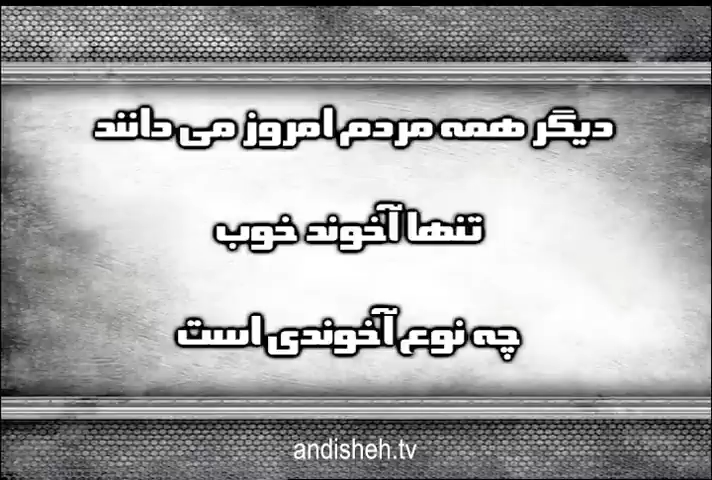 دیگر همه مردم امروز می دانند
تنها آخوند خوب
چه نوع آخوندی است
andisheh.tv